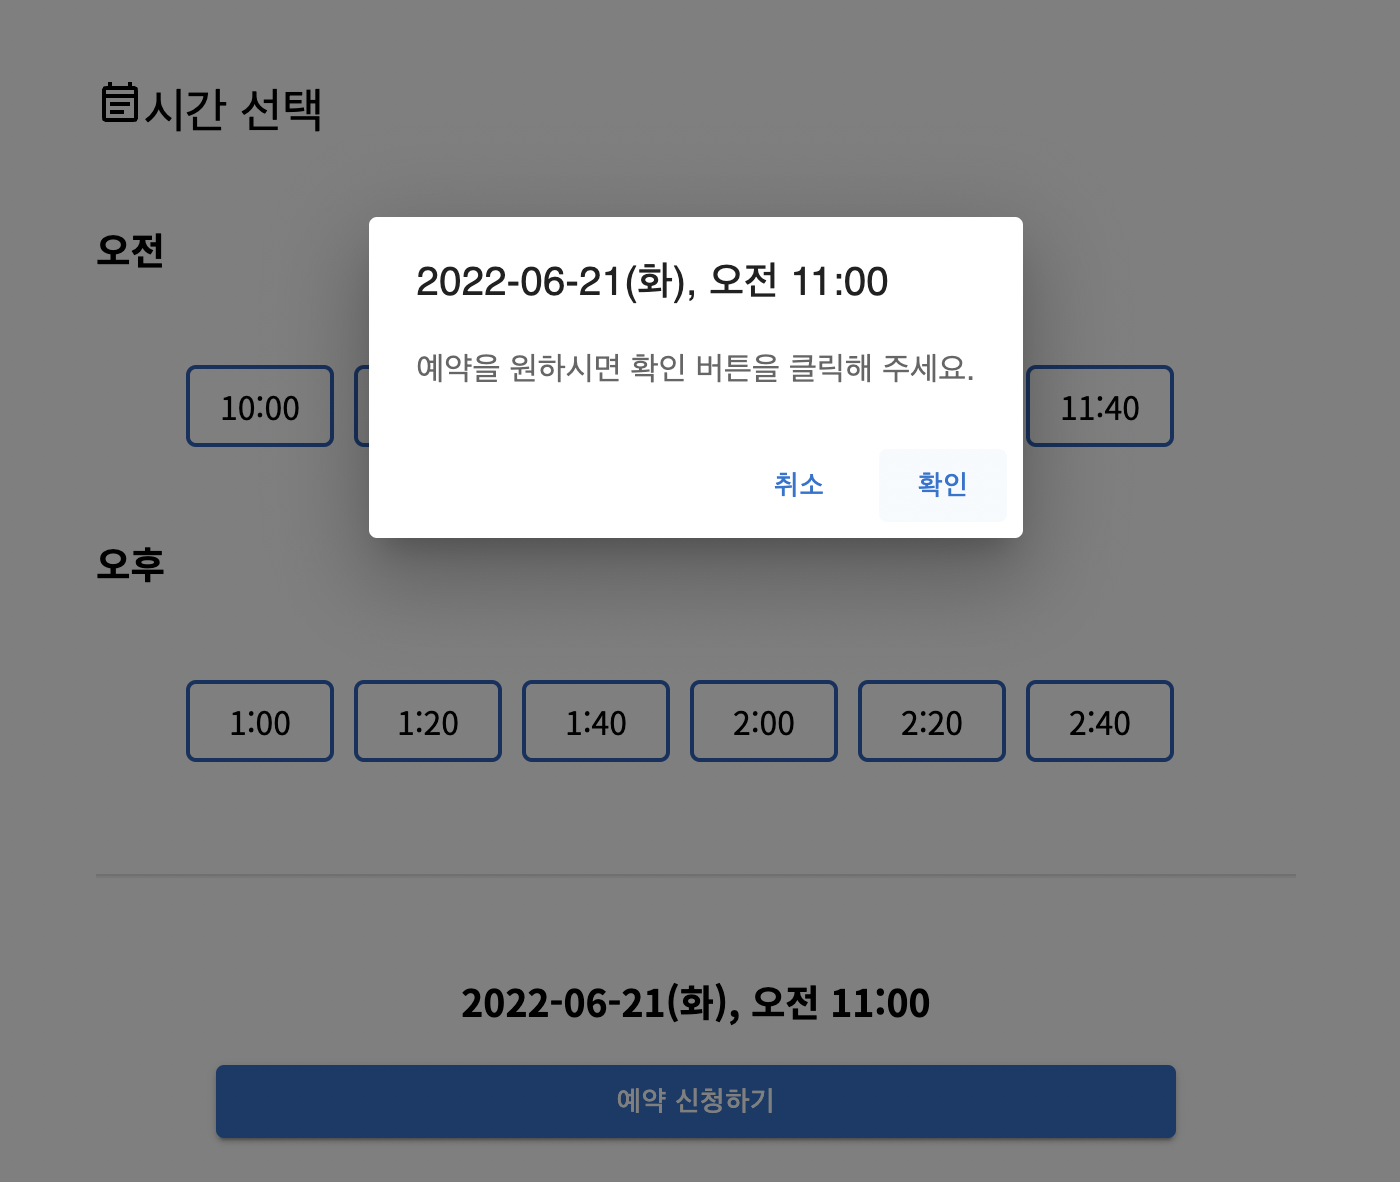 시간 선택
오전
2022-06-21(화), 오전 11:00
예약을 원하시면 확인 버튼을 클릭해 주세요.
10:00
11:40
취소
확인
오후
1:00
1:20
1:40
2:00
2:20
2:40
2022-06-21(화), 오전 11:00
예약 신청하기